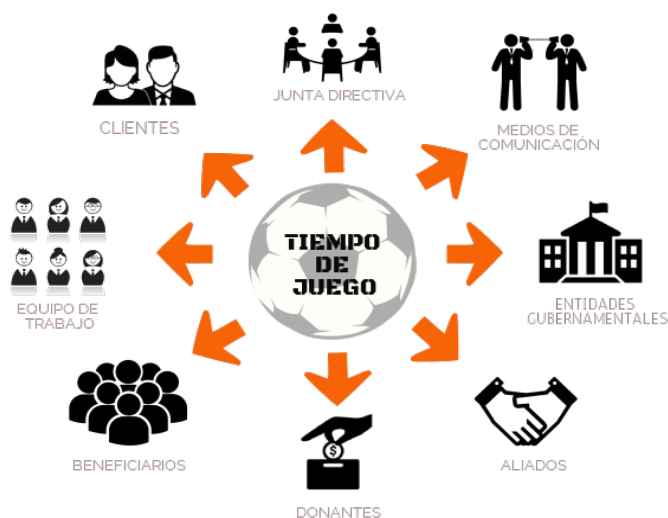 JUNTA DIRECTIVA
CLIENTES
MEDIOS DE
COMUNICACIÓN
TIEMPO
DE
JUEGO
EQUIPO DE
TRABAJO
ENTIDADES
GUBERNAMENTALES
BENEFICIARIOS
$
DONANTES
ALIADOS